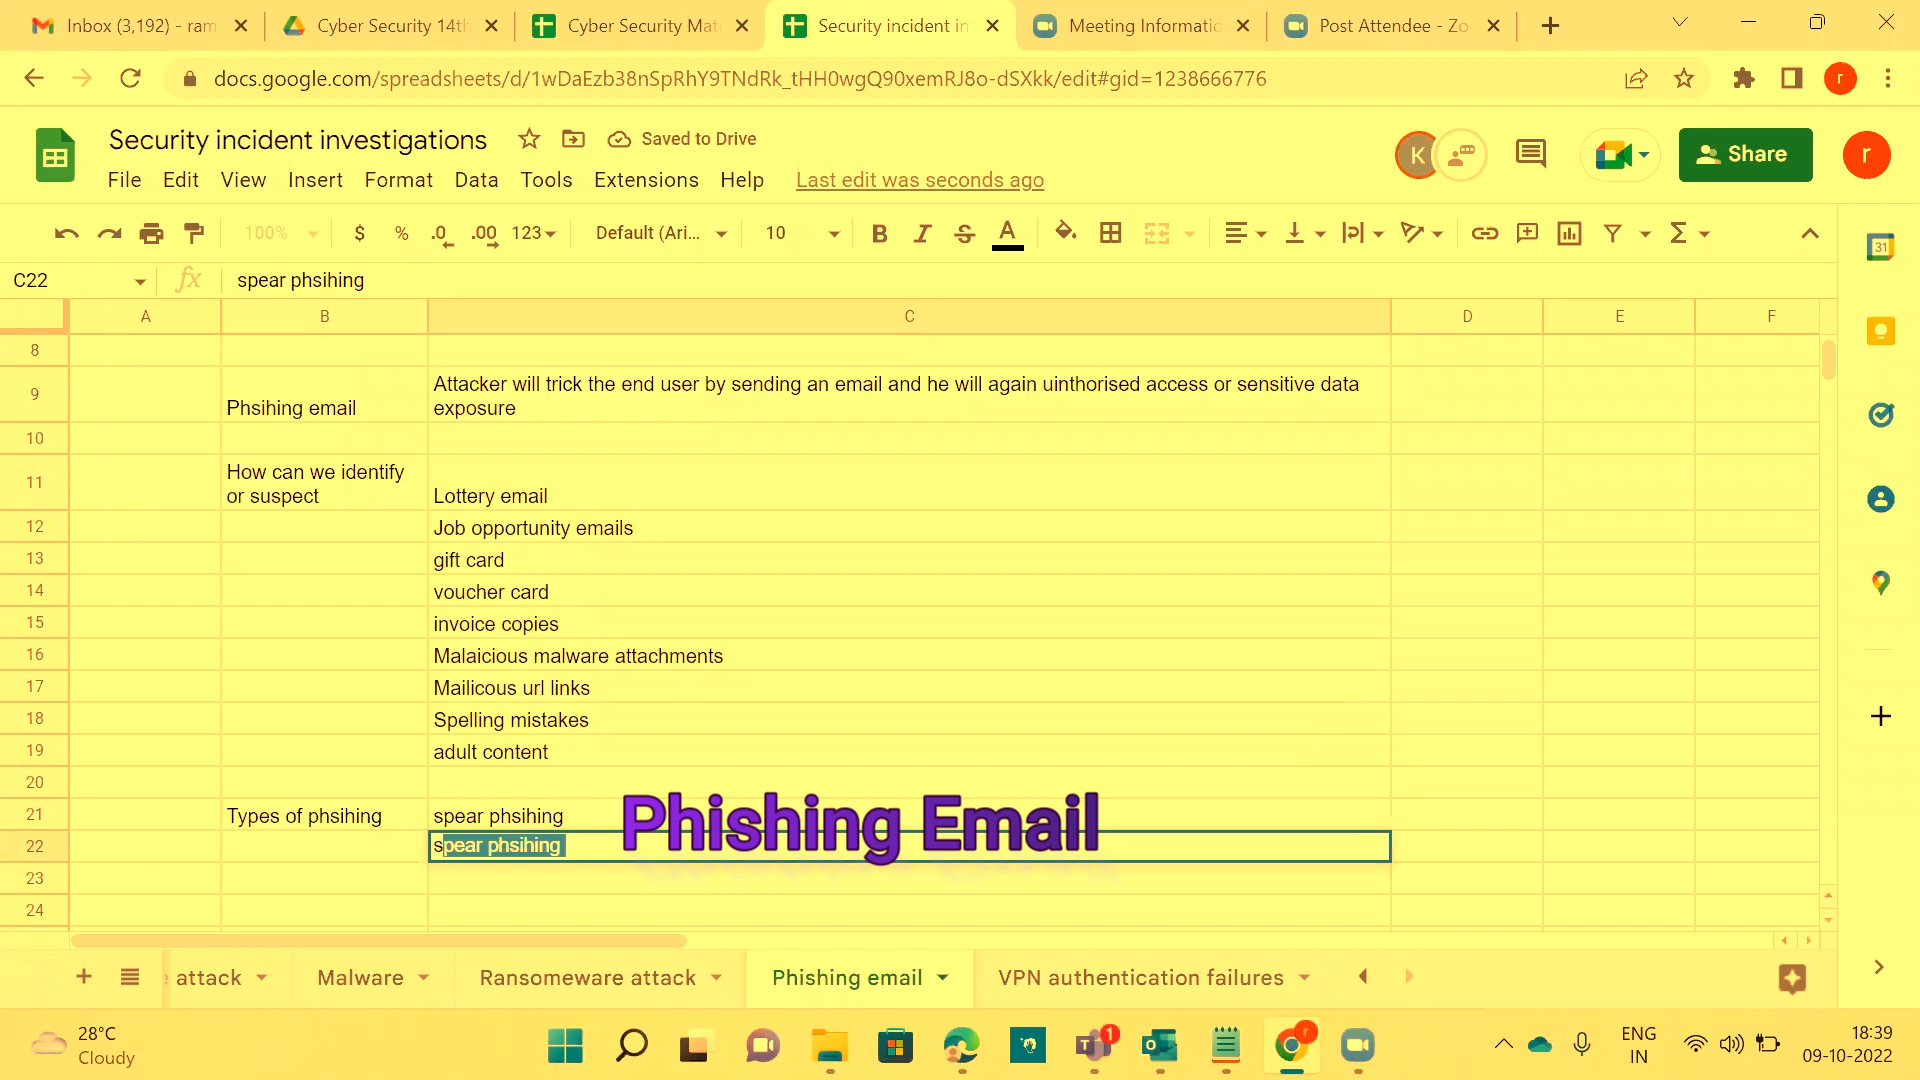 Inbox (3,192) - ram
Cyber Security 14th
Cyber Security Mat
Security incident in
Meeting Informatic
Post Attendee - Zo
docs.google.com/spreadsheets/d/1wDaEzb38nSpRhY9TNdRk_tHH0wgQ90xemRJ8o-dSXkk/edit#gid=1238666776
r
Security incident investigations
Saved to Drive
K
Share
r
File Edit View Insert Format Data Tools Extensions Help Last edit was seconds ago
100% $ % .0 .00 123 Default (Ari... 10 B I S A Σ
31
C22 fx spear phsihing
A B C D E F
8
9 Phsihing email Attacker will trick the end user by sending an email and he will again uinthorised access or sensitive data
exposure
10
11 How can we identify
or suspect Lottery email
12 Job opportunity emails
13 gift card
14 voucher card
15 invoice copies
16 Malaicious malware attachments
17 Mailicous url links
18 Spelling mistakes
19 adult content
20
21 Types of phsihing spear phsihing
22 spear phsihing
Phishing Email
23
24
attack Malware Ransomeware attack Phishing email VPN authentication failures
28°C
Cloudy
1
r
ENG
IN
18:39
09-10-2022